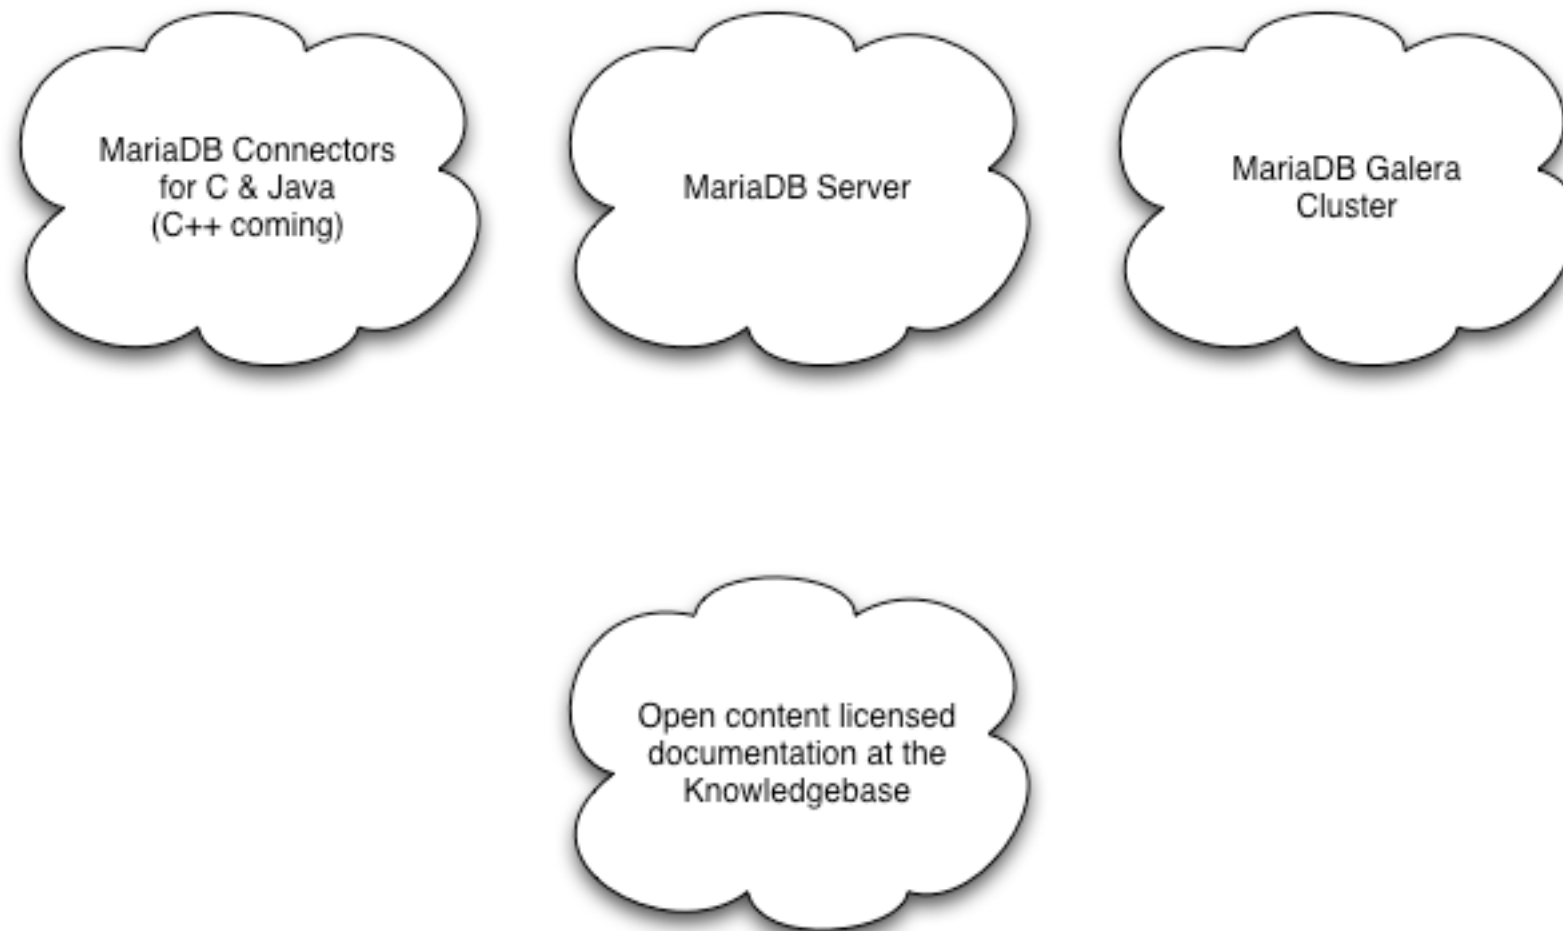 MariaDB Connectors
for C & Java
(C++ coming)
MariaDB Server
MariaDB Galera
Cluster
Open content licensed
documentation at the
Knowledgebase